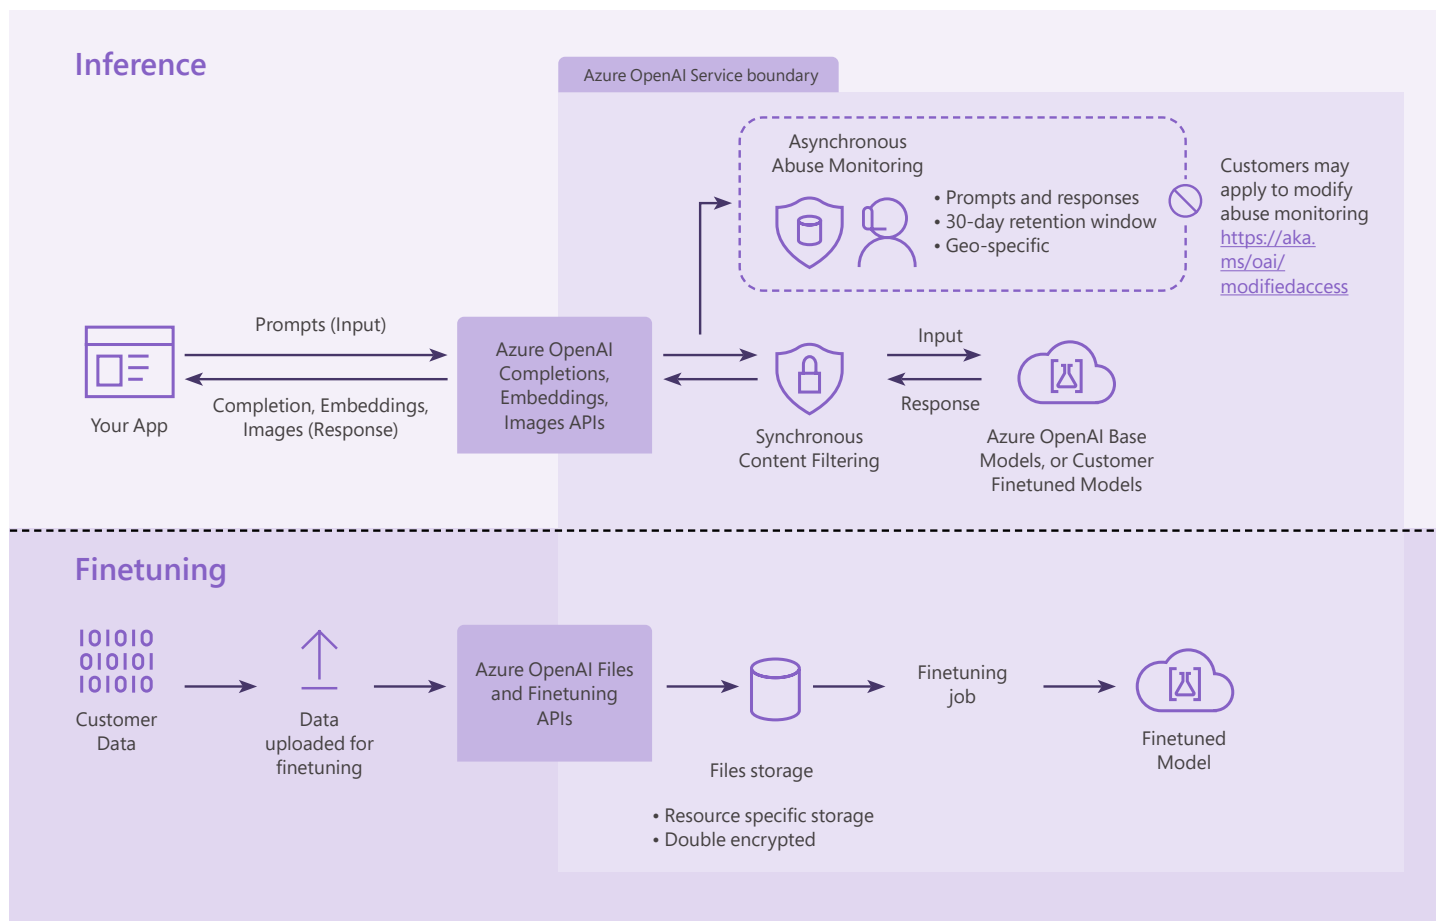 Inference
Azure OpenAI Service boundary
Asynchronous
Abuse Monitoring
• Prompts and responses
• 30-day retention window
• Geo-specific
Customers may
apply to modify
abuse monitoring
https://aka.
ms/oai/
modifiedaccess
Your App
Prompts (Input)
Completion, Embeddings,
Images (Response)
Azure OpenAI
Completions,
Embeddings,
Images APIs
Synchronous
Content Filtering
Input
Response
Azure OpenAI Base
Models, or Customer
Finetuned Models
Finetuning
101010
010101
101010
Customer
Data
Data
uploaded for
finetuning
Azure OpenAI Files
and Finetuning
APIs
Files storage
• Resource specific storage
• Double encrypted
Finetuning
job
Finetuned
Model